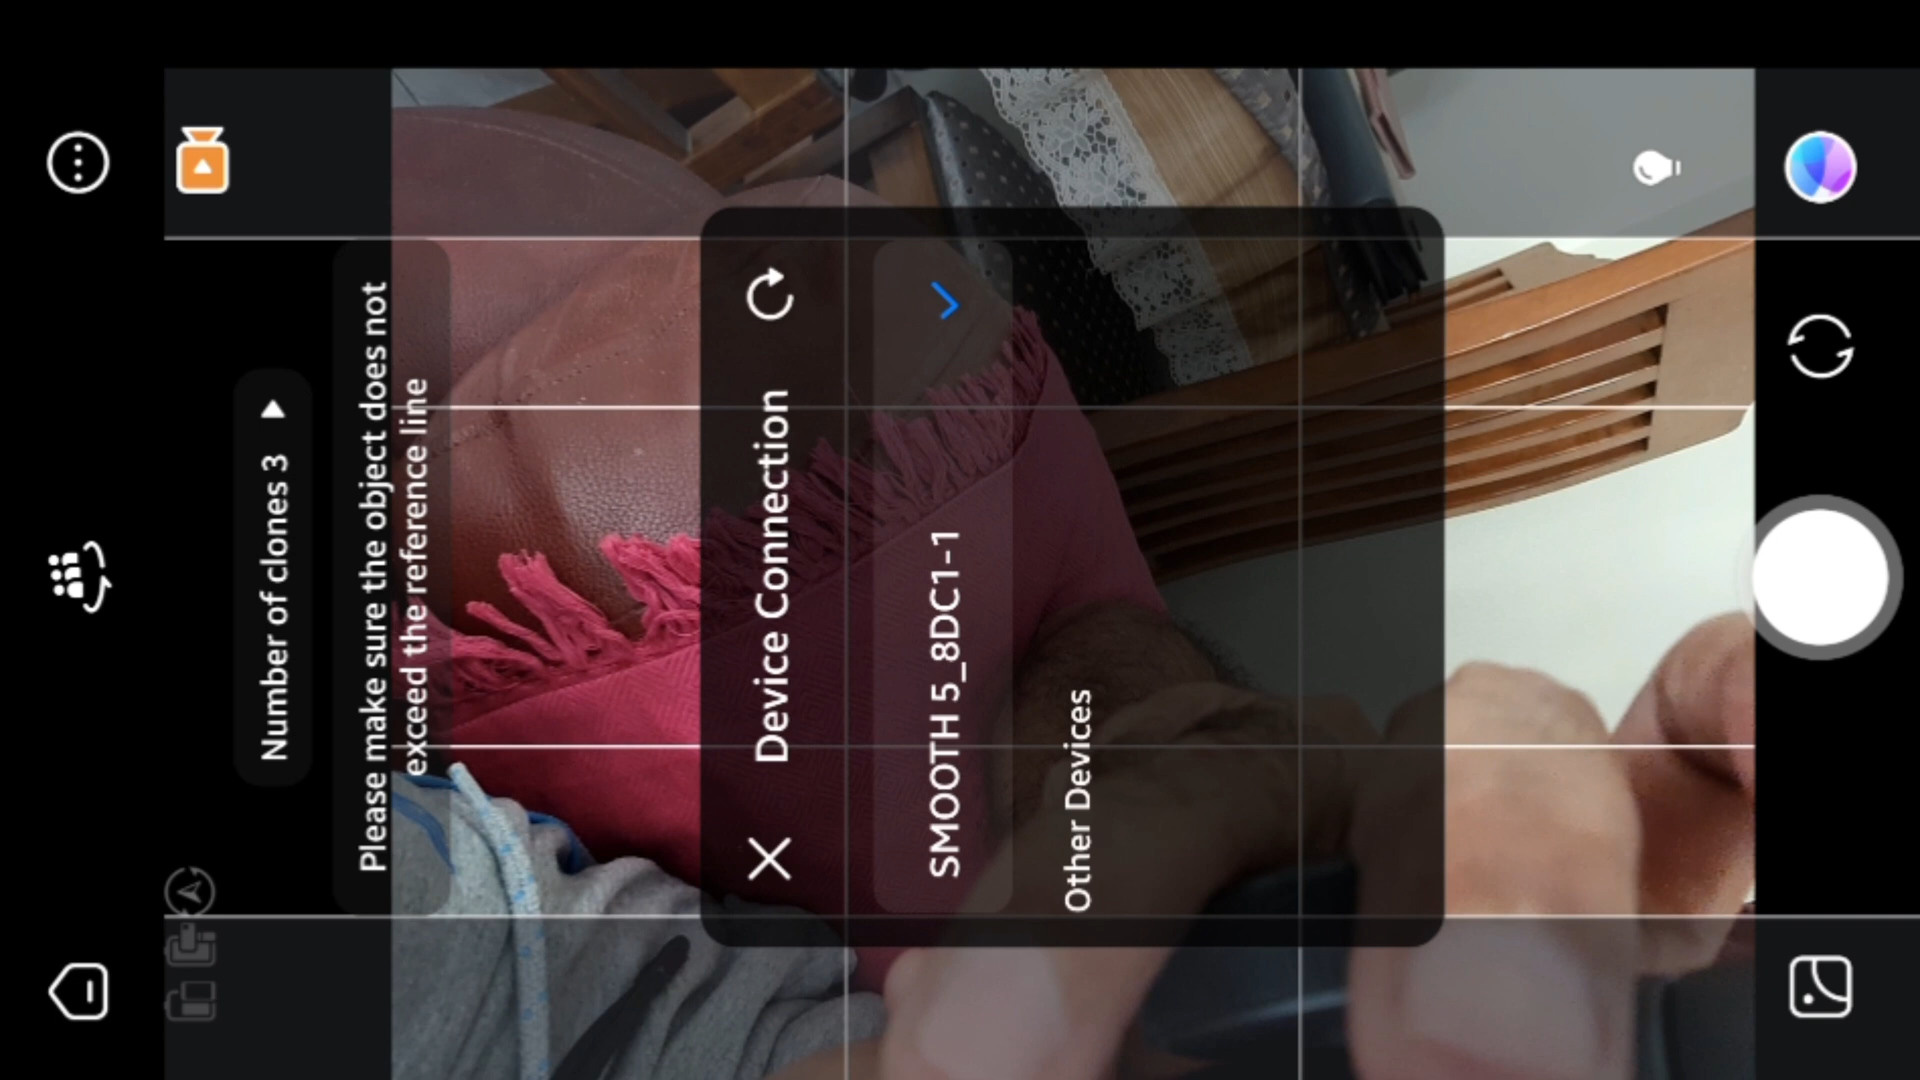 Number of clones 3
Please make sure the object does not
exceed the reference line
Device Connection
SMOOTH 5_8DC1-1
Other Devices